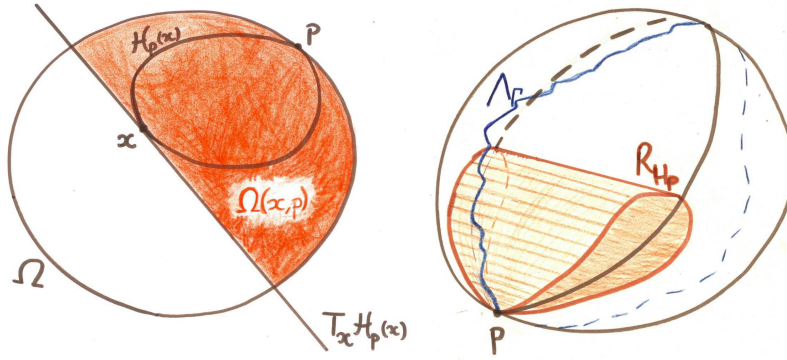 H_p(x)
P
x
Ω(x,p)
Ω
T_x H_p(x)
Λ_Γ
R_{H_p}
P